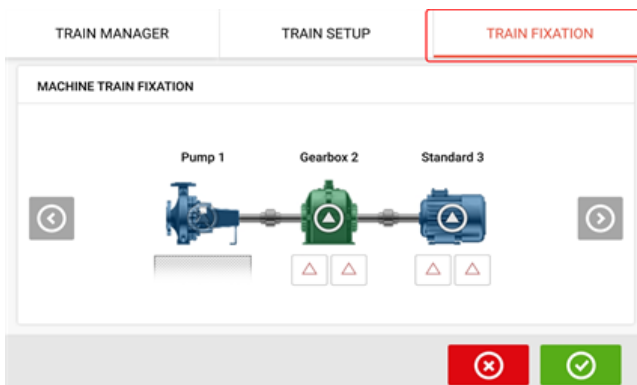 TRAIN MANAGER
TRAIN SETUP
TRAIN FIXATION
MACHINE TRAIN FIXATION
Pump 1
Gearbox 2
Standard 3